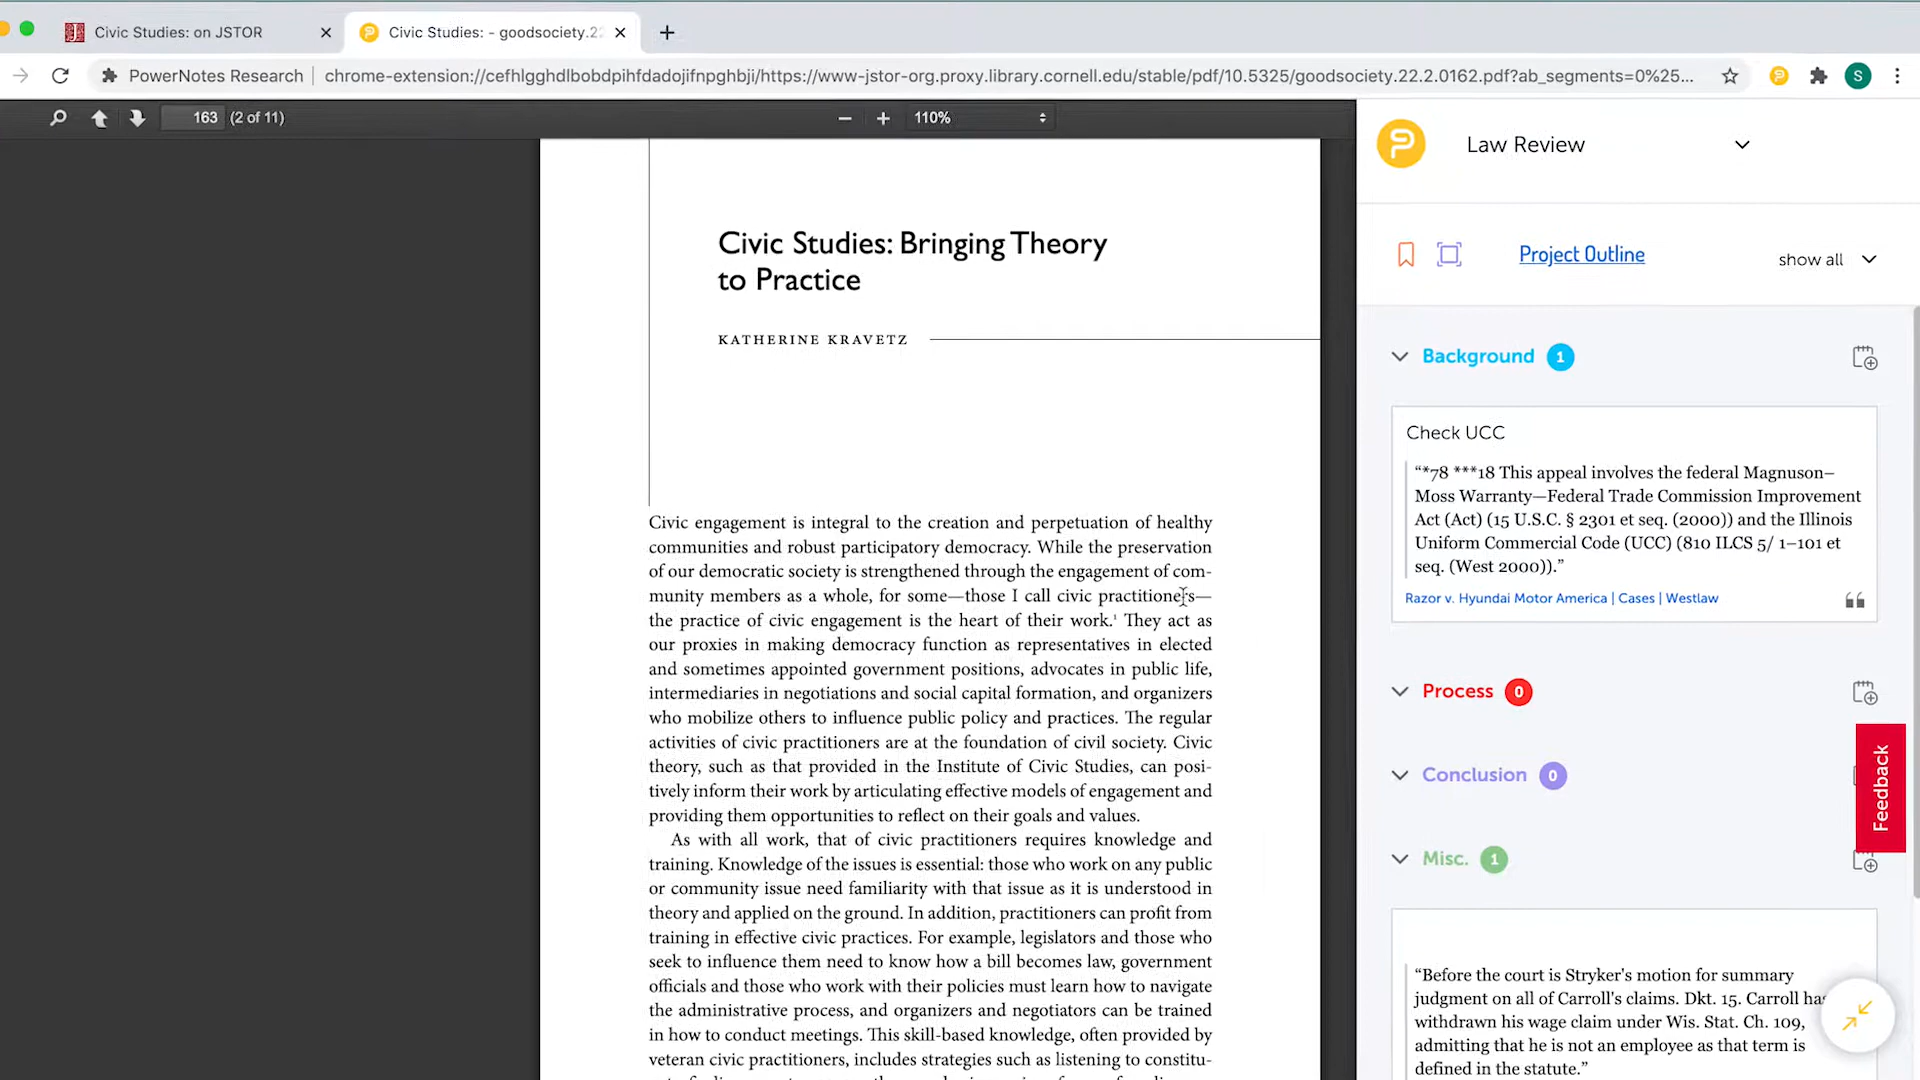 Civic Studies: on JSTOR
Civic Studies: - goodsociety.22
PowerNotes Research
chrome-extension://cefhlgghdlbobdpihfdadojifnpghbji/https://www-jstor-org.proxy.library.cornell.edu/stable/pdf/10.5325/goodsociety.22.2.0162.pdf?ab_segments=0%25...
S
163 (2 of 11)
110%
Civic Studies: Bringing Theory
to Practice
KATHERINE KRAVETZ
Civic engagement is integral to the creation and perpetuation of healthy
communities and robust participatory democracy. While the preservation
of our democratic society is strengthened through the engagement of com-
munity members as a whole, for some—those I call civic practitioners—
the practice of civic engagement is the heart of their work.¹ They act as
our proxies in making democracy function as representatives in elected
and sometimes appointed government positions, advocates in public life,
intermediaries in negotiations and social capital formation, and organizers
who mobilize others to influence public policy and practices. The regular
activities of civic practitioners are at the foundation of civil society. Civic
theory, such as that provided in the Institute of Civic Studies, can posi-
tively inform their work by articulating effective models of engagement and
providing them opportunities to reflect on their goals and values.
As with all work, that of civic practitioners requires knowledge and
training. Knowledge of the issues is essential: those who work on any public
or community issue need familiarity with that issue as it is understood in
theory and applied on the ground. In addition, practitioners can profit from
training in effective civic practices. For example, legislators and those who
seek to influence them need to know how a bill becomes law, government
officials and those who work with their policies must learn how to navigate
the administrative process, and organizers and negotiators can be trained
in how to conduct meetings. This skill-based knowledge, often provided by
veteran civic practitioners, includes strategies such as listening to constitu-
Law Review
Project Outline
show all
Background 1
Check UCC
“*78 ***18 This appeal involves the federal Magnuson–
Moss Warranty—Federal Trade Commission Improvement
Act (Act) (15 U.S.C. § 2301 et seq. (2000)) and the Illinois
Uniform Commercial Code (UCC) (810 ILCS 5/ 1–101 et
seq. (West 2000)).”
Razor v. Hyundai Motor America | Cases | Westlaw
Process 0
Conclusion 0
Feedback
Misc. 1
“Before the court is Stryker's motion for summary
judgment on all of Carroll's claims. Dkt. 15. Carroll has
withdrawn his wage claim under Wis. Stat. Ch. 109,
admitting that he is not an employee as that term is
defined in the statute.”